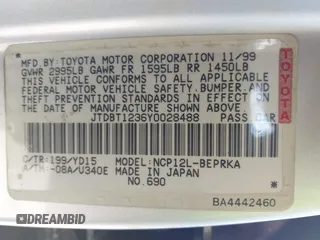 MFD. BY: TOYOTA MOTOR CORPORATION 11/99
GVWR 2995LB GAWR FR 1595LB RR 1450LB
THIS VEHICLE CONFORMS TO ALL APPLICABLE
FEDERAL MOTOR VEHICLE SAFETY, BUMPER, AND
THEFT PREVENTION STANDARDS IN EFFECT ON
THE DATE OF MANUFACTURE SHOWN ABOVE.
JTDBT1236Y0028488 PASS CAR
C/TR:199/YD15 MODEL:NCP12L-BEPRKA
A/TM:-08A/U340E MADE IN JAPAN
NO.690
BA4442460
DREAMBID